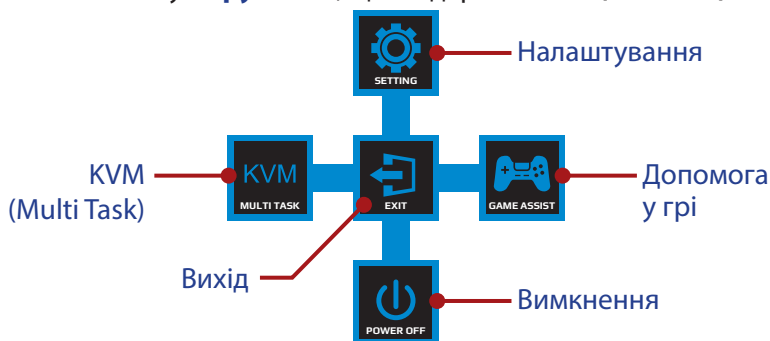 SETTING
Налаштування
KVM
(Multi Task)
KVM
MULTI TASK
EXIT
GAME ASSIST
Допомога
у грі
Вихід
POWER OFF
Вимкнення